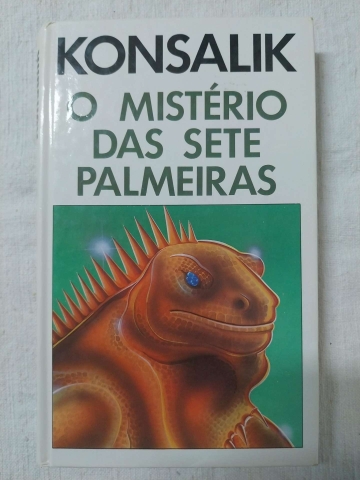 KONSALIK
O MISTÉRIO
DAS SETE
PALMEIRAS